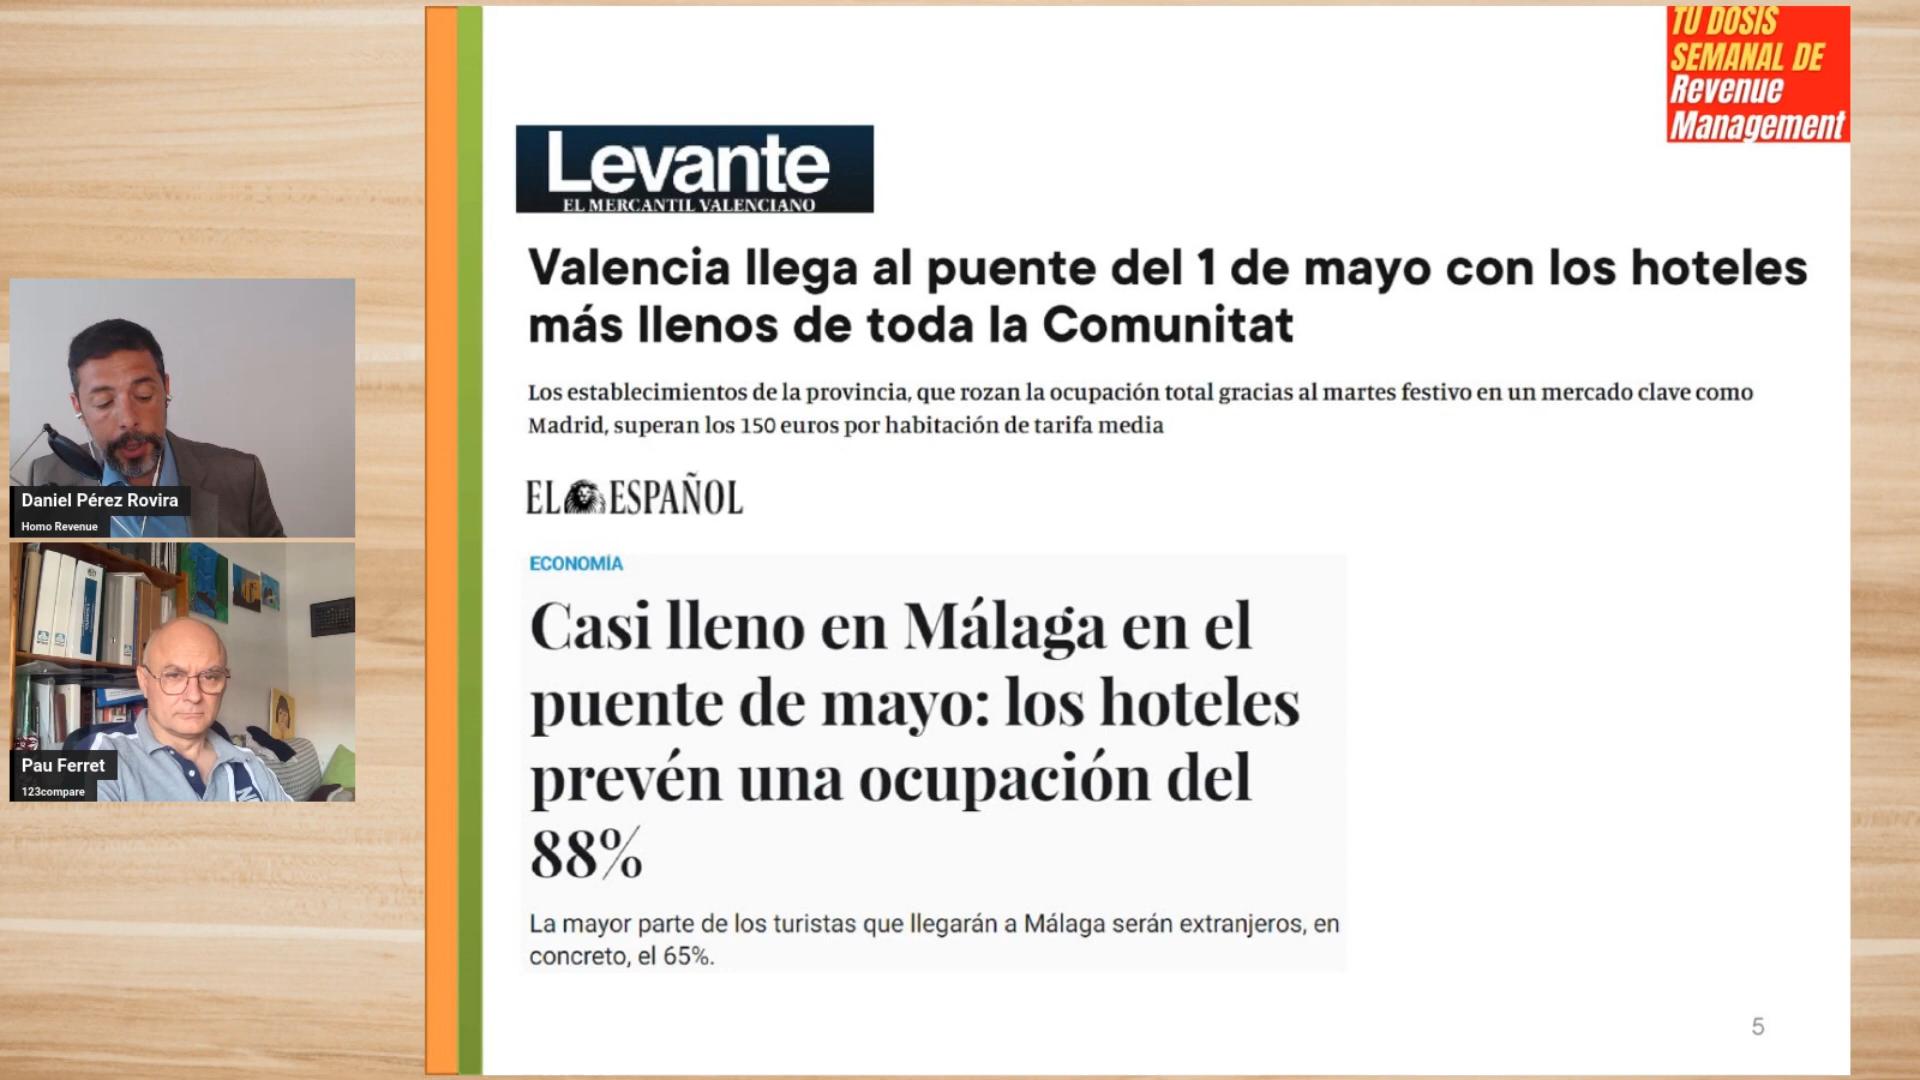 TU DOSIS
SEMANAL DE
Revenue
Management
Levante
EL MERCANTIL VALENCIANO
Valencia llega al puente del 1 de mayo con los hoteles
más llenos de toda la Comunitat
Los establecimientos de la provincia, que rozan la ocupación total gracias al martes festivo en un mercado clave como
Madrid, superan los 150 euros por habitación de tarifa media
EL ESPAÑOL
ECONOMÍA
Casi lleno en Málaga en el
puente de mayo: los hoteles
prevén una ocupación del
88%
La mayor parte de los turistas que llegarán a Málaga serán extranjeros, en
concreto, el 65%.
5
Daniel Pérez Rovira
Homo Revenue
Pau Ferret
123compare